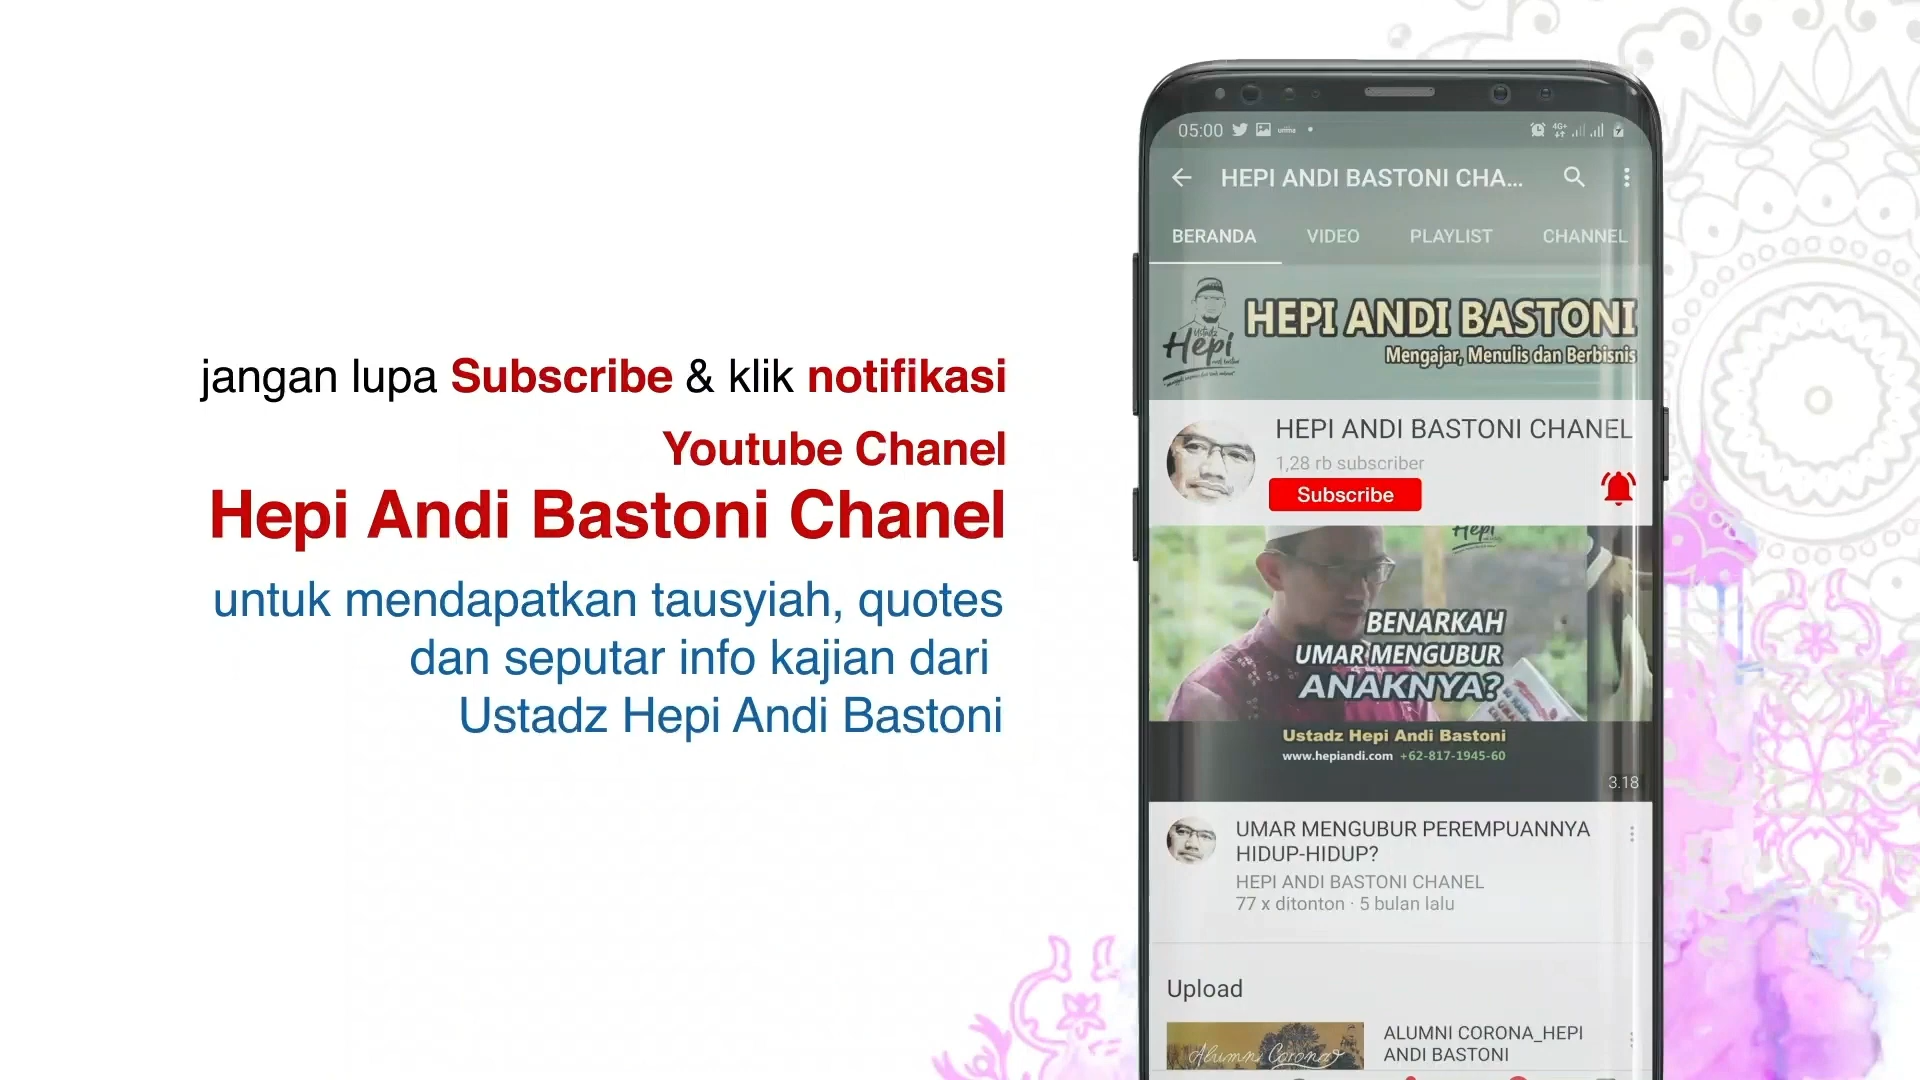 jangan lupa Subscribe & klik notifikasi
Youtube Chanel
Hepi Andi Bastoni Chanel
untuk mendapatkan tausyiah, quotes
dan seputar info kajian dari
Ustadz Hepi Andi Bastoni
05:00
4G+
HEPI ANDI BASTONI CHA...
BERANDA VIDEO PLAYLIST CHANNEL
Ustadz
Hepi
HEPI ANDI BASTONI
Mengajar, Menulis dan Berbisnis
HEPI ANDI BASTONI CHANEL
1,28 rb subscriber
Subscribe
Hepi
BENARKAH
UMAR MENGUBUR
ANAKNYA?
Ustadz Hepi Andi Bastoni
www.hepiandi.com +62-817-1945-60
3.18
UMAR MENGUBUR PEREMPUANNYA
HIDUP-HIDUP?
HEPI ANDI BASTONI CHANEL
77 x ditonton · 5 bulan lalu
Upload
Alumni Corona
ALUMNI CORONA_HEPI
ANDI BASTONI